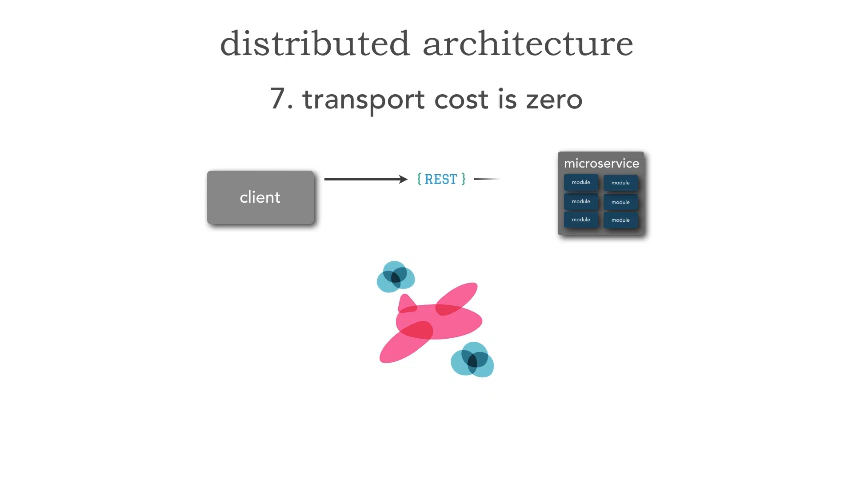 distributed architecture
7. transport cost is zero
client
{ REST }
microservice
module module
module module
module module